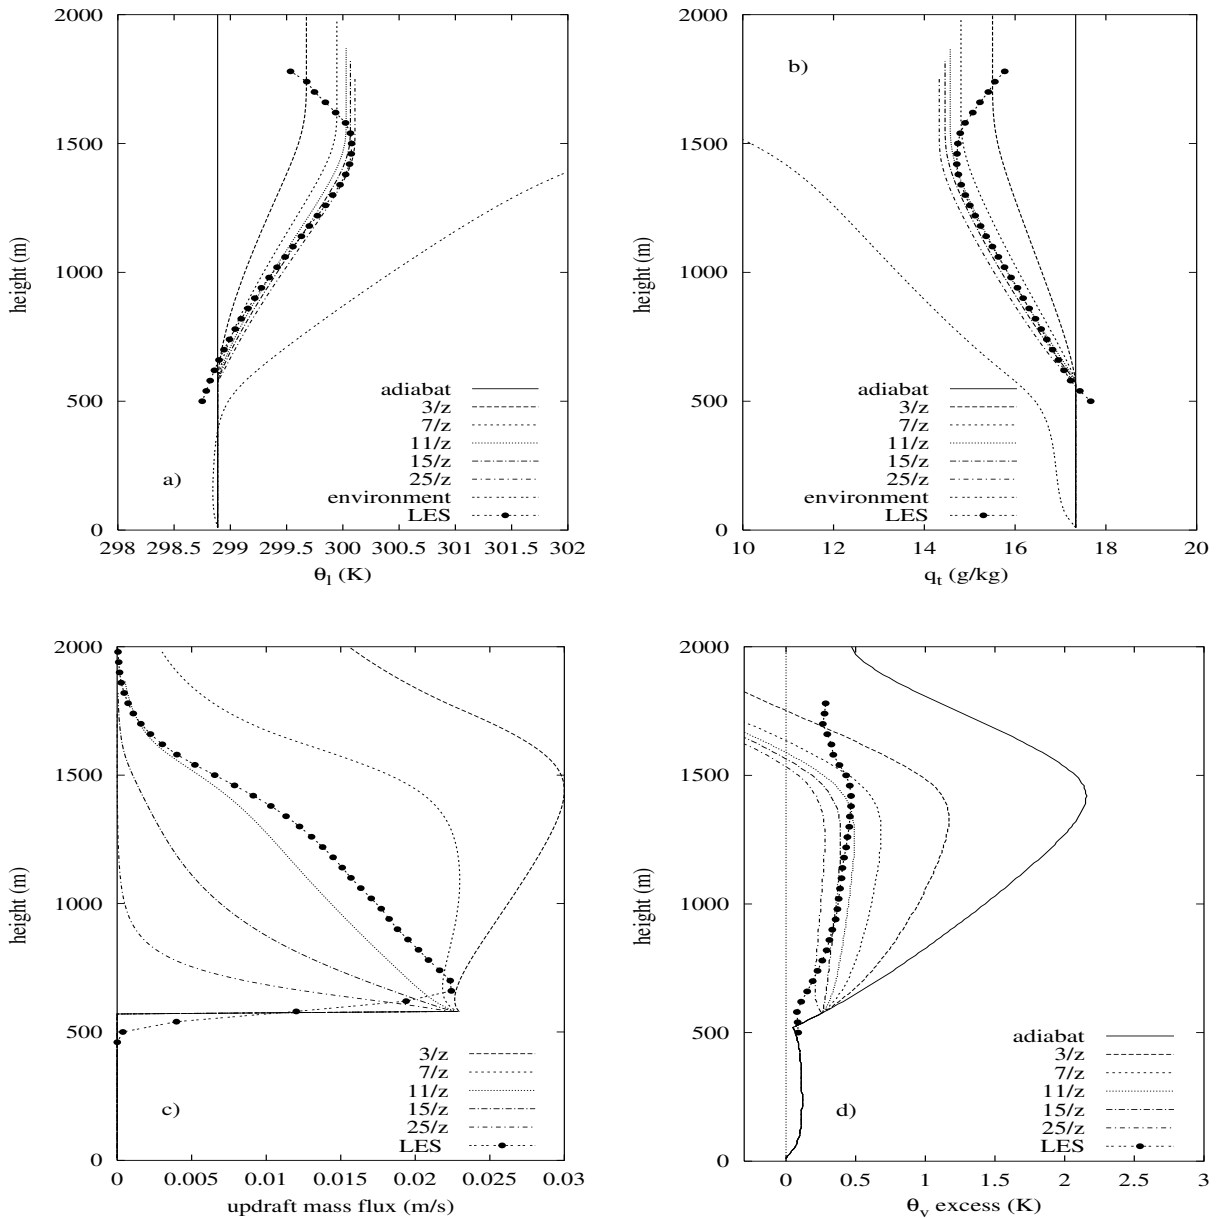 2000
1500
1000
500
0
height (m)
a)
adiabat
3/z
7/z
11/z
15/z
25/z
environment
LES
298 298.5 299 299.5 300 300.5 301 301.5 302
θl (K)
2000
1500
1000
500
0
height (m)
b)
adiabat
3/z
7/z
11/z
15/z
25/z
environment
LES
10 12 14 16 18 20
qt (g/kg)
2000
1500
1000
500
0
height (m)
c)
3/z
7/z
11/z
15/z
25/z
LES
0 0.005 0.01 0.015 0.02 0.025 0.03
updraft mass flux (m/s)
2000
1500
1000
500
0
height (m)
d)
adiabat
3/z
7/z
11/z
15/z
25/z
LES
0 0.5 1 1.5 2 2.5 3
θv excess (K)